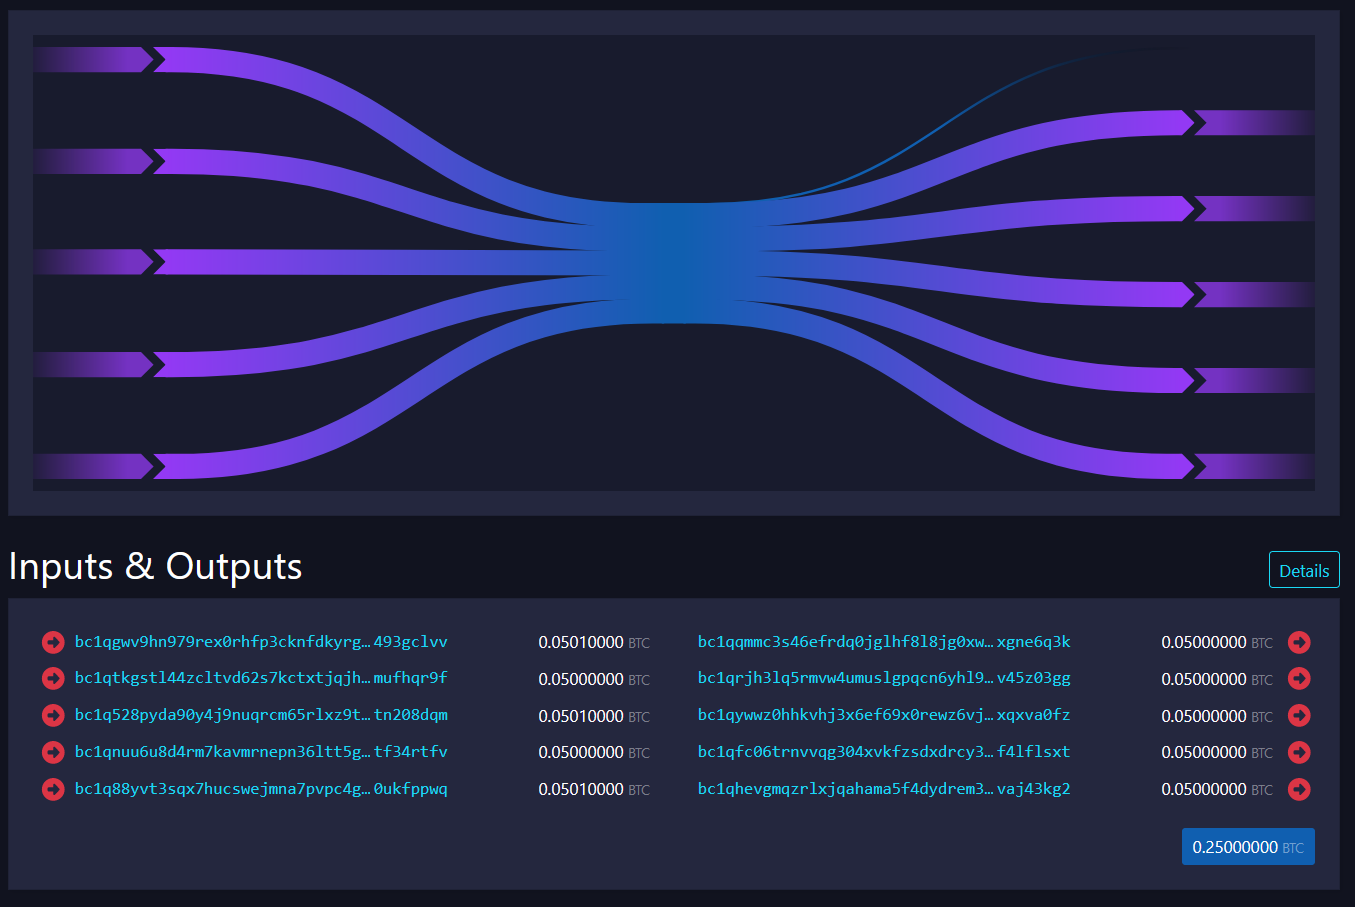 Inputs & Outputs
Details
bc1qgwv9hn979rex0rhfp3cknfdkyrg…493gclvv 0.05010000 BTC bc1qqmmc3s46efrdq0jglhf8l8jg0xw…xgne6q3k 0.05000000 BTC
bc1qtkgstl44zcltvd62s7kctxtjqjh…mufhqr9f 0.05000000 BTC bc1qrjh3lq5rmvw4umuslgpqcn6yhl9…v45z03gg 0.05000000 BTC
bc1q528pyda90y4j9nuqrcm65rlxz9t…tn208dqm 0.05010000 BTC bc1qywwz0hhkvhj3x6ef69x0rewz6vj…xqxva0fz 0.05000000 BTC
bc1qnuu6u8d4rm7kavmrnepn36ltt5g…tf34rtfv 0.05000000 BTC bc1qfc06trnvvqg304xvkfzsdxdrcy3…f4lflsxt 0.05000000 BTC
bc1q88yvt3sqx7hucswejmna7pvpc4g…0ukfppwq 0.05010000 BTC bc1qhevgmqzrlxjqahama5f4dydrem3…vaj43kg2 0.05000000 BTC
0.25000000 BTC